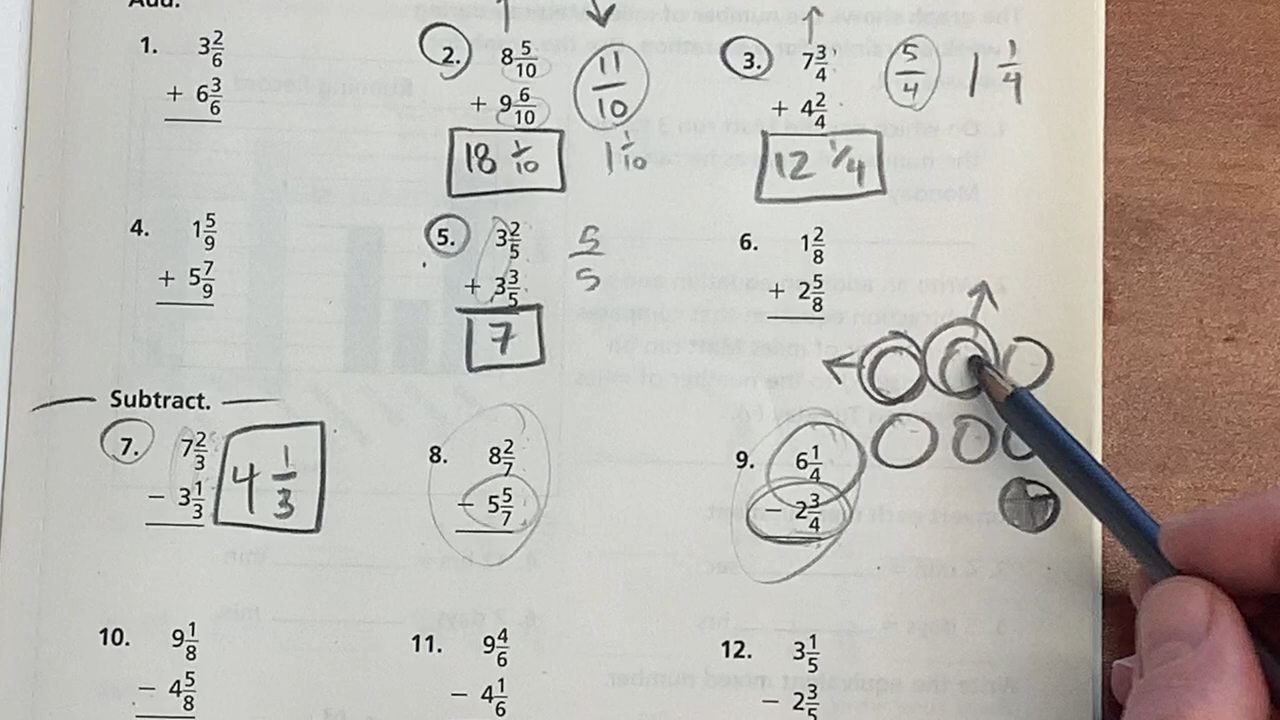 Add.
1. 3 2/6
+ 6 3/6
2. 8 5/10
+ 9 6/10
18 1/10
11/10
1 1/10
3. 7 3/4
+ 4 2/4
12 1/4
5/4 1 1/4
4. 1 5/9
+ 5 7/9
5. 3 2/5
+ 3 3/5
7
5/5
6. 1 2/8
+ 2 5/8
Subtract.
7. 7 2/3
− 3 1/3
4 1/3
8. 8 2/7
− 5 5/7
9. 6 1/4
− 2 3/4
10. 9 1/8
− 4 5/8
11. 9 4/6
− 4 1/6
12. 3 1/5
− 2 3/5